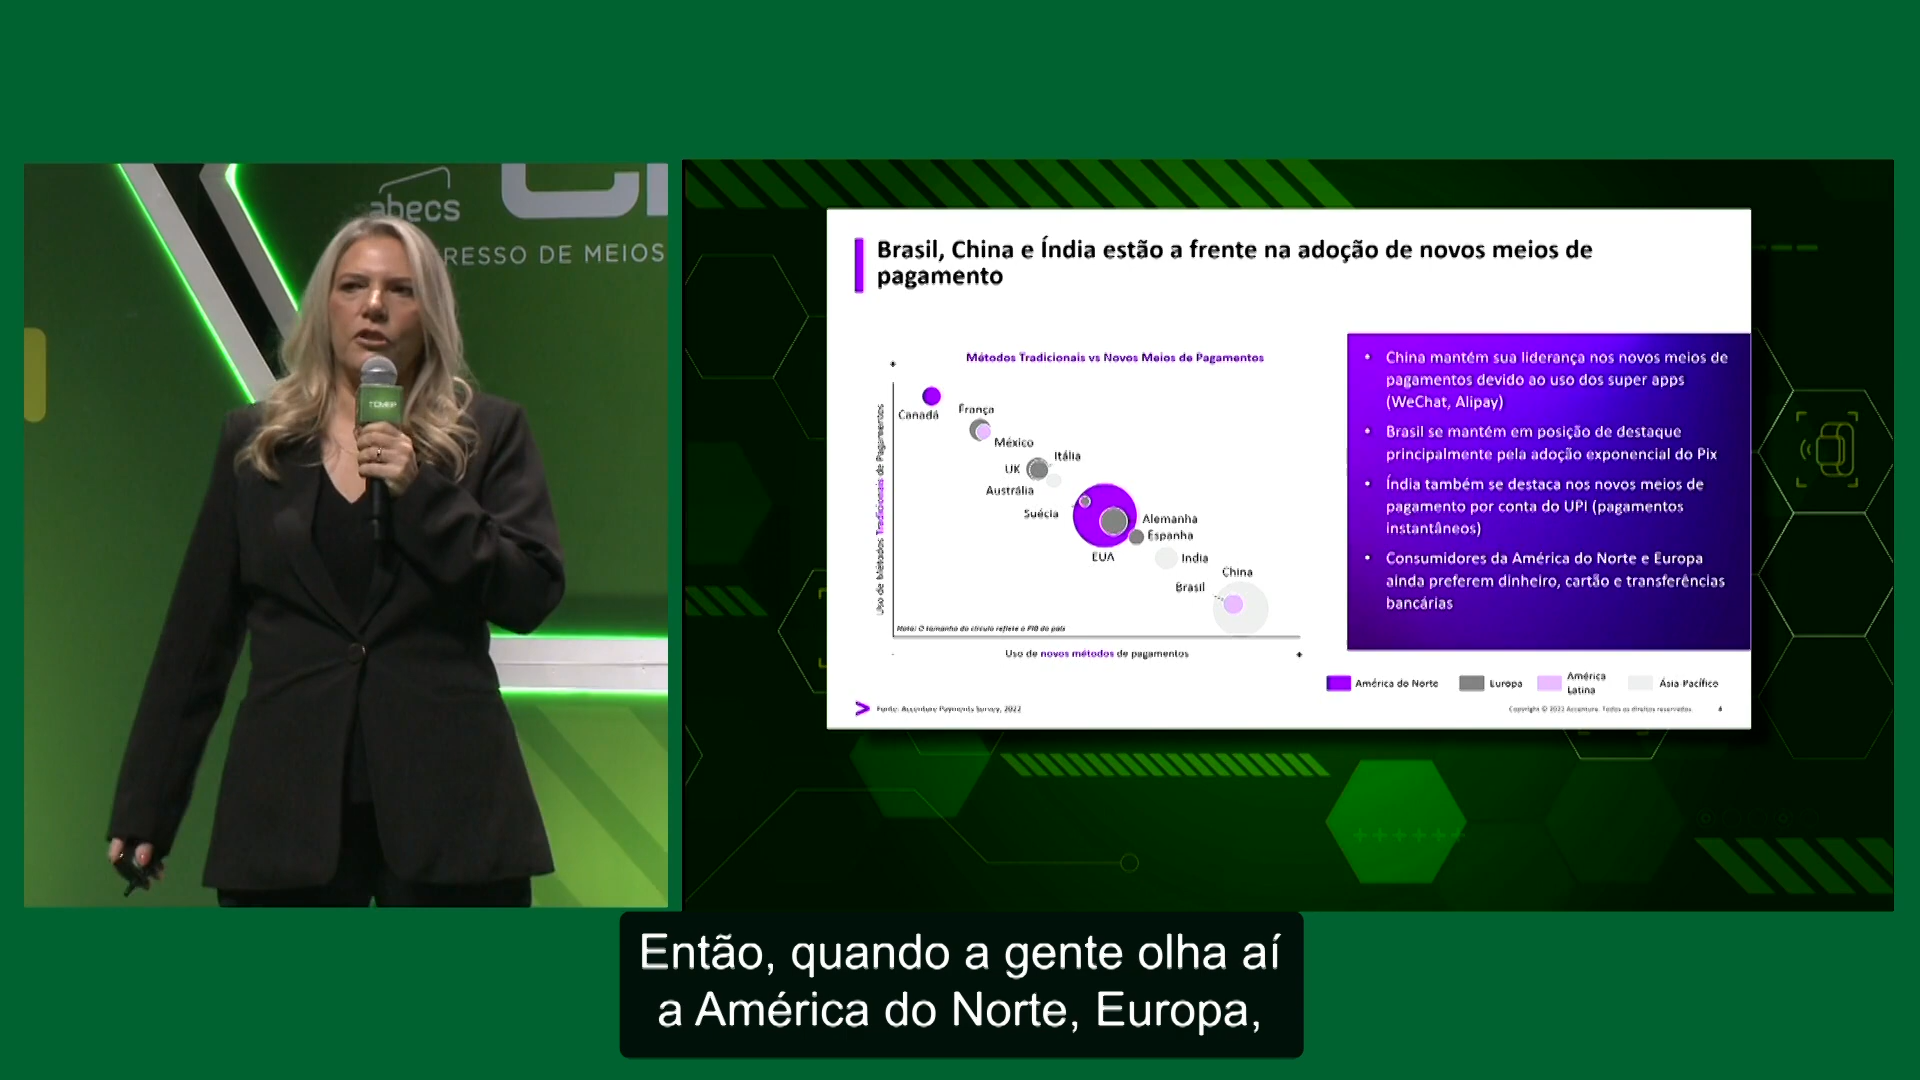 abecs
RESSO DE MEIOS
TCMEP
Brasil, China e Índia estão a frente na adoção de novos meios de
pagamento
Métodos Tradicionais vs Novos Meios de Pagamentos
+
Uso de Métodos Tradicionais de Pagamentos
Canadá
França
México
Itália
UK
Austrália
Suécia
Alemanha
Espanha
EUA
India
China
Brasil
Nota: O tamanho do círculo reflete o PIB do país
-
Uso de novos métodos de pagamentos
+
• China mantém sua liderança nos novos meios de
pagamentos devido ao uso dos super apps
(WeChat, Alipay)
• Brasil se mantém em posição de destaque
principalmente pela adoção exponencial do Pix
• Índia também se destaca nos novos meios de
pagamento por conta do UPI (pagamentos
instantâneos)
• Consumidores da América do Norte e Europa
ainda preferem dinheiro, cartão e transferências
bancárias
América do Norte
Europa
América
Latina
Ásia Pacífico
Fonte: Accenture Payments Survey, 2022
Copyright © 2022 Accenture. Todos os direitos reservados.
Então, quando a gente olha aí
a América do Norte, Europa,